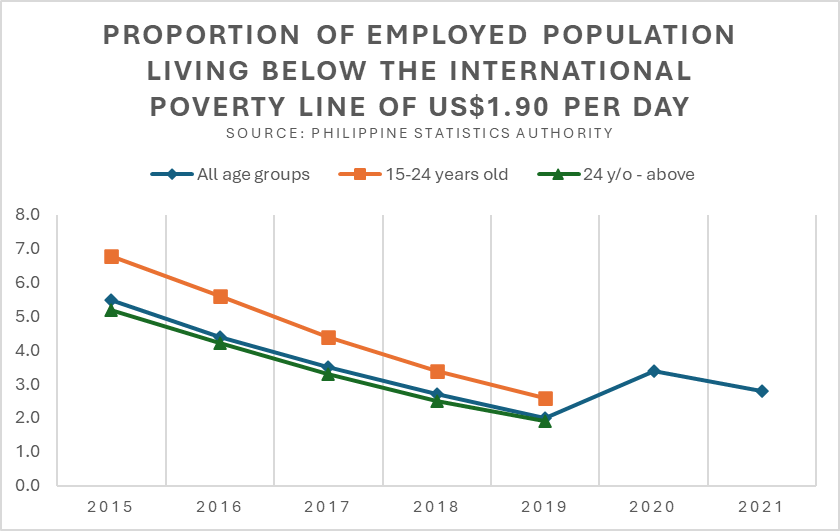 PROPORTION OF EMPLOYED POPULATION
LIVING BELOW THE INTERNATIONAL
POVERTY LINE OF US$1.90 PER DAY
SOURCE: PHILIPPINE STATISTICS AUTHORITY
All age groups 15-24 years old 24 y/o - above
8.0
7.0
6.0
5.0
4.0
3.0
2.0
1.0
0.0
2015 2016 2017 2018 2019 2020 2021